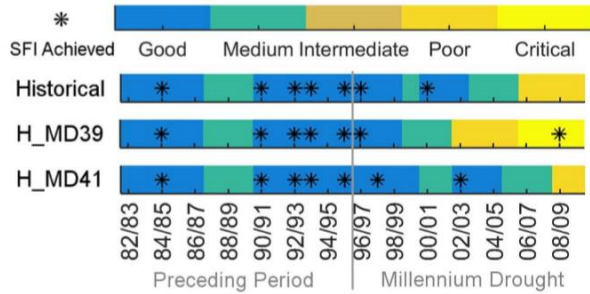 SFI Achieved Good Medium Intermediate Poor Critical
Historical
H_MD39
H_MD41
82/83 84/85 86/87 88/89 90/91 92/93 94/95 96/97 98/99 00/01 02/03 04/05 06/07 08/09
Preceding Period Millennium Drought